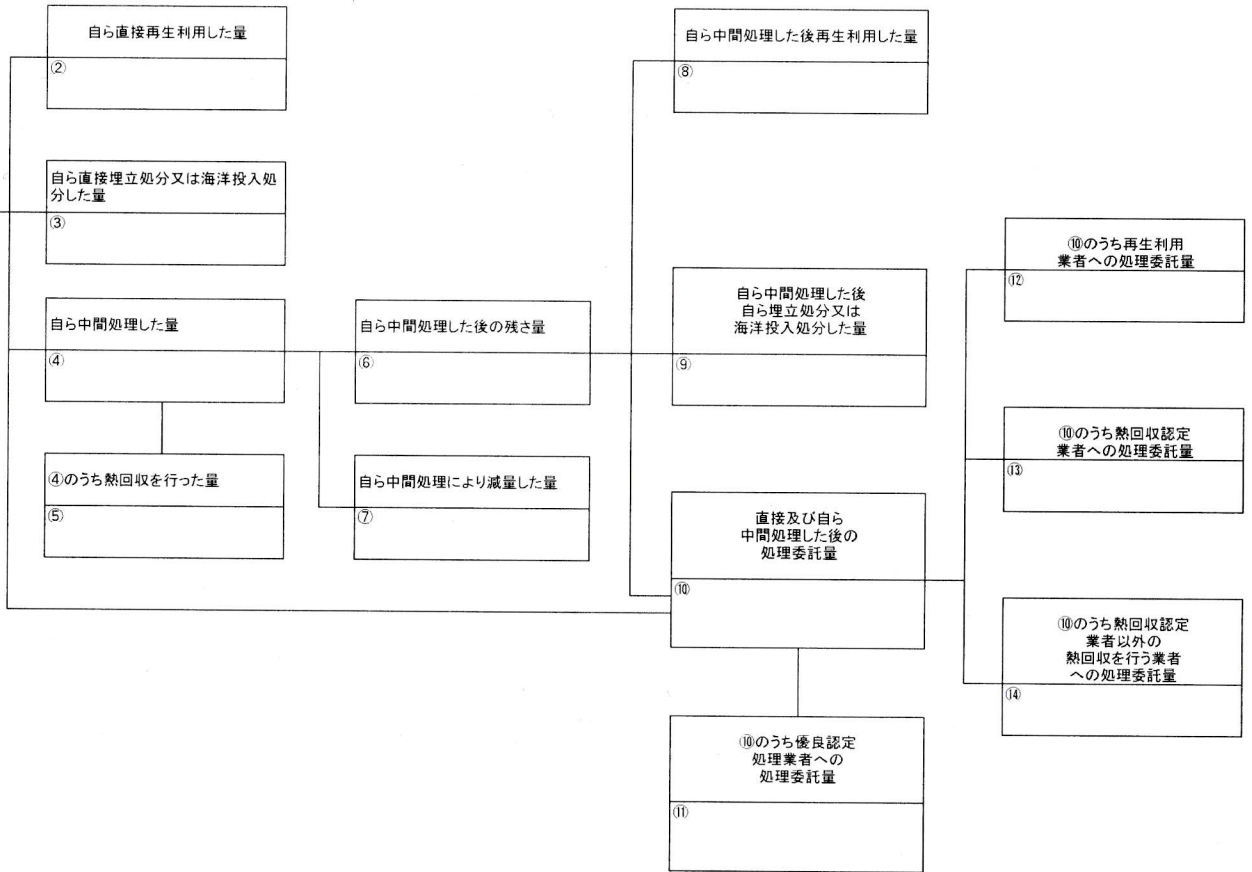 自ら直接再生利用した量
②
自ら直接埋立処分又は海洋投入処
分した量
③
自ら中間処理した量
④
④のうち熱回収を行った量
⑤
自ら中間処理した後の残さ量
⑥
自ら中間処理により減量した量
⑦
自ら中間処理した後再生利用した量
⑧
自ら中間処理した後
自ら埋立処分又は
海洋投入処分した量
⑨
直接及び自ら
中間処理した後の
処理委託量
⑩
⑩のうち優良認定
処理業者への
処理委託量
⑪
⑩のうち再生利用
業者への処理委託量
⑫
⑩のうち熱回収認定
業者への処理委託量
⑬
⑩のうち熱回収認定
業者以外の
熱回収を行う業者
への処理委託量
⑭